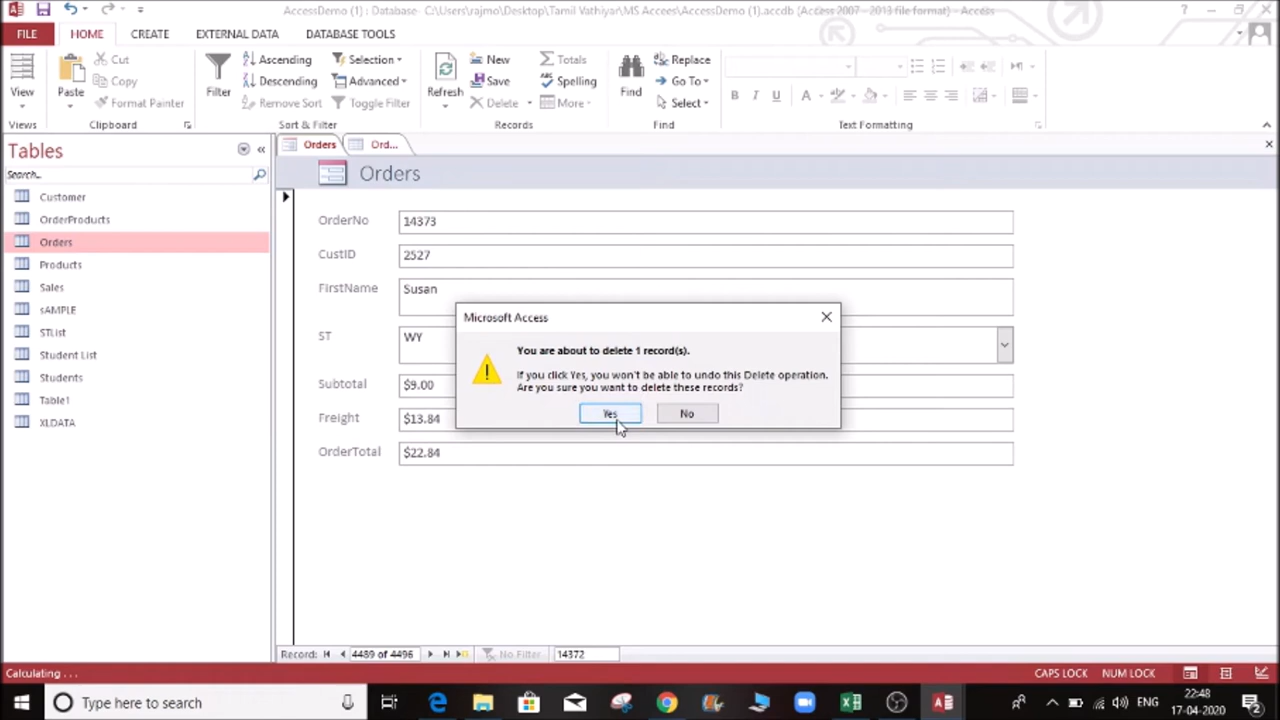 AccessDemo (1) : Database- C:\Users\rajmo\Desktop\Tamil Vathiyar\MS Accees\AccessDemo (1).accdb (Access 2007 - 2013 file format) - Access
?
FILE HOME CREATE EXTERNAL DATA DATABASE TOOLS
View
Views
Paste
Cut
Copy
Format Painter
Clipboard
Filter
Ascending
Descending
Remove Sort
Selection
Advanced
Toggle Filter
Sort & Filter
Refresh
New
Save
Delete
Totals
Spelling
More
Records
Find
Replace
Go To
Select
Find
B I U A
Text Formatting
Tables
Search...
Customer
OrderProducts
Orders
Products
Sales
sAMPLE
STList
Student List
Students
Table1
XLDATA
Orders Ord...
Orders
OrderNo 14373
CustID 2527
FirstName Susan
ST WY
Subtotal $9.00
Freight $13.84
OrderTotal $22.84
Microsoft Access
You are about to delete 1 record(s).
If you click Yes, you won't be able to undo this Delete operation.
Are you sure you want to delete these records?
Yes No
Record: 4489 of 4496 No Filter 14372
Calculating . . . CAPS LOCK NUM LOCK
Type here to search
ENG
22:48
17-04-2020
2